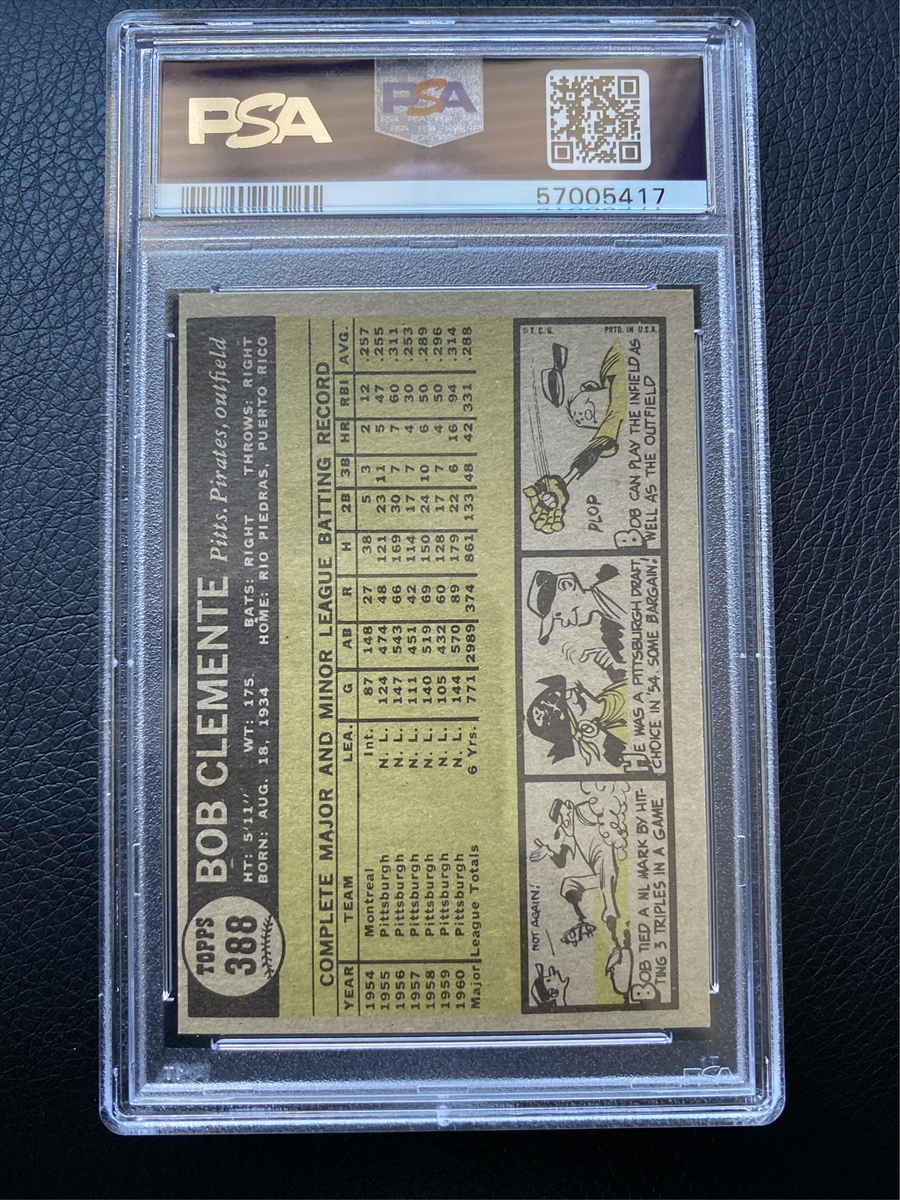 PSA
PSA
57005417
TOPPS
388
BOB CLEMENTE Pitts. Pirates, outfield
HT: 5'11" WT: 175 BATS: RIGHT THROWS: RIGHT
BORN: AUG. 18, 1934 HOME: RIO PIEDRAS, PUERTO RICO
COMPLETE MAJOR AND MINOR LEAGUE BATTING RECORD
YEAR TEAM LEA. G AB R H 2B 3B HR RBI AVG.
1954 Montreal Int. 87 148 27 38 5 3 2 12 .257
1955 Pittsburgh N. L. 124 474 48 121 23 11 5 47 .255
1956 Pittsburgh N. L. 147 543 66 169 30 7 7 60 .311
1957 Pittsburgh N. L. 111 451 42 114 17 7 4 30 .253
1958 Pittsburgh N. L. 140 519 69 150 24 10 6 50 .289
1959 Pittsburgh N. L. 105 432 60 128 17 7 4 50 .296
1960 Pittsburgh N. L. 144 570 89 179 22 6 16 94 .314
Major League Totals 6 Yrs. 771 2989 374 861 133 48 42 331 .288
NOT AGAIN!
BOB TIED A NL MARK BY HIT-
TING 3 TRIPLES IN A GAME
HE WAS A PITTSBURGH DRAFT
CHOICE IN '54. SOME BARGAIN!
© T. C. G. PRTD. IN U.S.A.
PLOP
BOB CAN PLAY THE INFIELD AS
WELL AS THE OUTFIELD
PSA